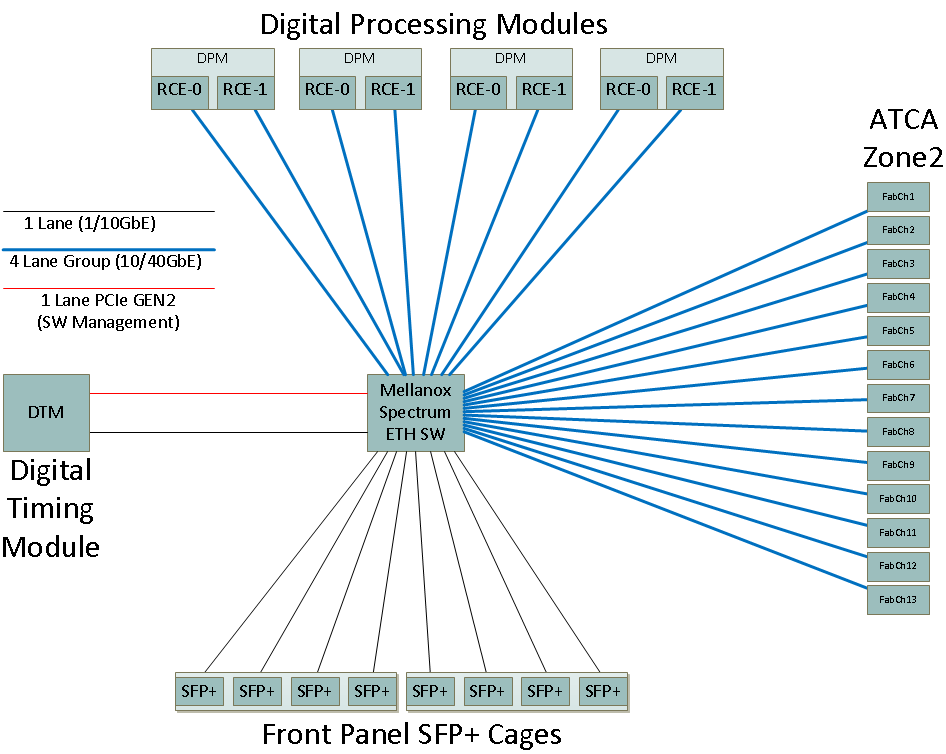 Digital Processing Modules
DPM DPM DPM DPM
RCE-0 RCE-1 RCE-0 RCE-1 RCE-0 RCE-1 RCE-0 RCE-1
ATCA
Zone2
FabCh1
FabCh2
FabCh3
FabCh4
FabCh5
FabCh6
FabCh7
FabCh8
FabCh9
FabCh10
FabCh11
FabCh12
FabCh13
1 Lane (1/10GbE)
4 Lane Group (10/40GbE)
1 Lane PCIe GEN2
(SW Management)
DTM
Digital
Timing
Module
Mellanox
Spectrum
ETH SW
SFP+ SFP+ SFP+ SFP+ SFP+ SFP+ SFP+ SFP+
Front Panel SFP+ Cages